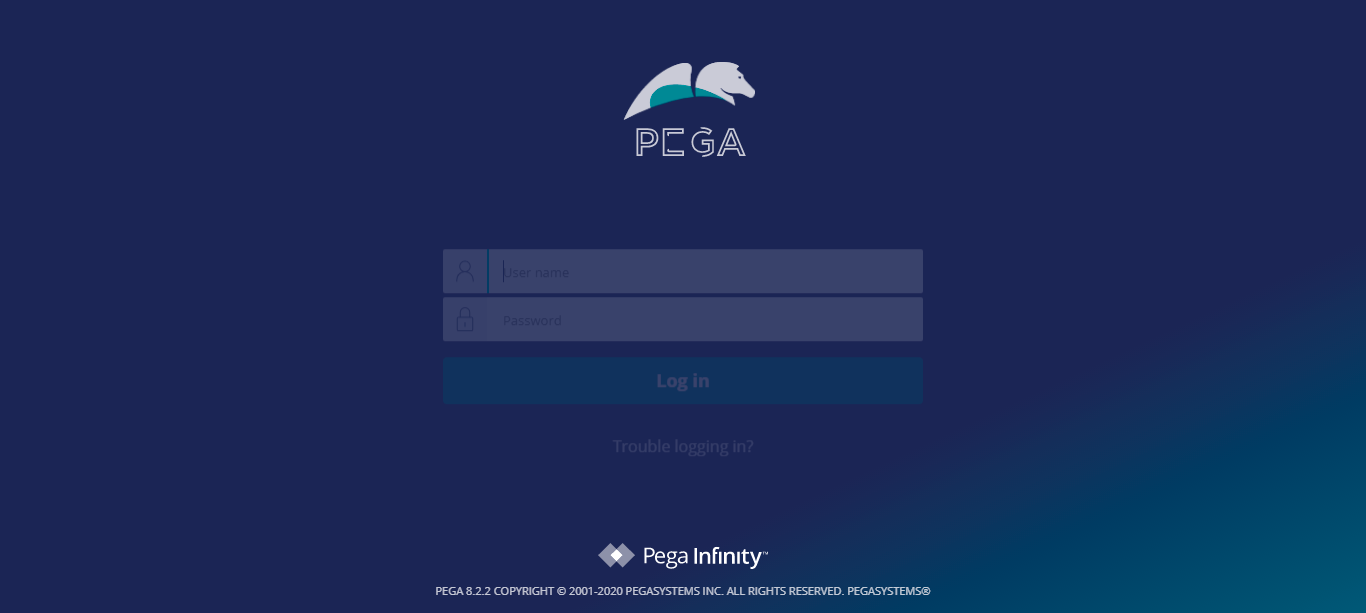 PEGA
User name
Password
Log in
Trouble logging in?
Pega Infinity™
PEGA 8.2.2 COPYRIGHT © 2001-2020 PEGASYSTEMS INC. ALL RIGHTS RESERVED. PEGASYSTEMS®